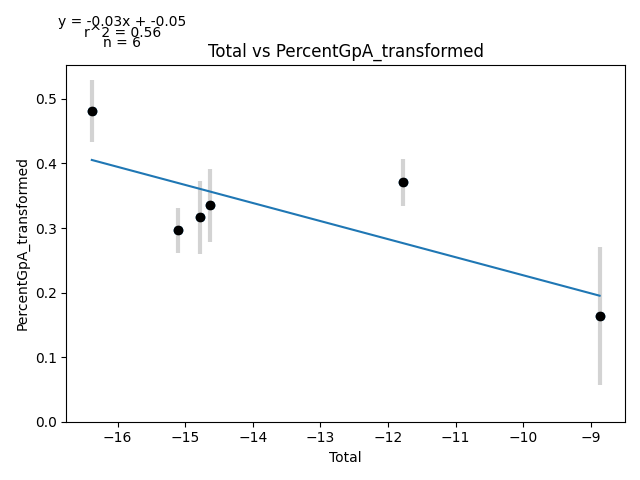 y = -0.03x + -0.05
r^2 = 0.56
n = 6
Total vs PercentGpA_transformed
PercentGpA_transformed
0.5
0.4
0.3
0.2
0.1
0.0
−16
−15
−14
−13
−12
−11
−10
−9
Total